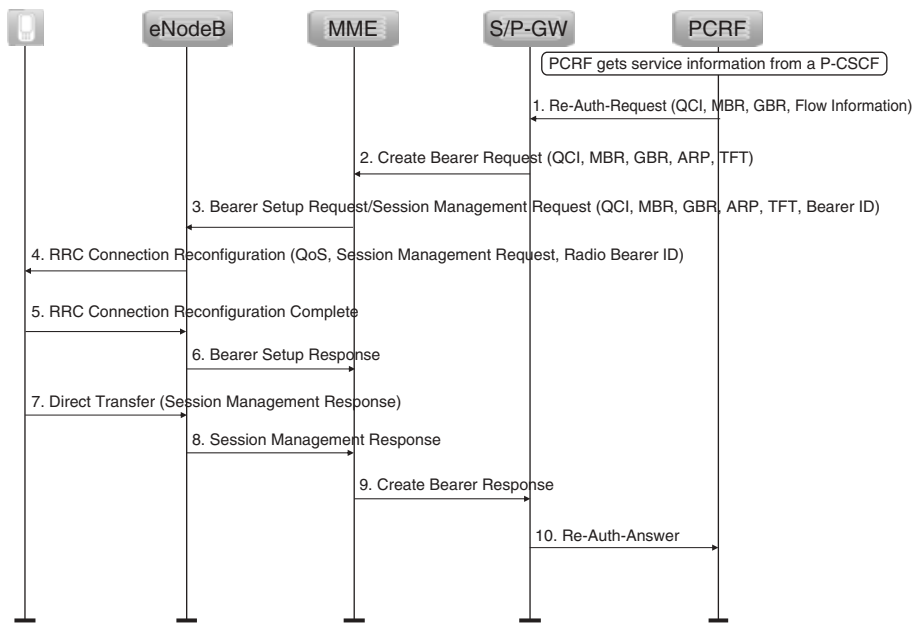 eNodeB
MME
S/P-GW
PCRF
PCRF gets service information from a P-CSCF
1. Re-Auth-Request (QCI, MBR, GBR, Flow Information)
2. Create Bearer Request (QCI, MBR, GBR, ARP, TFT)
3. Bearer Setup Request/Session Management Request (QCI, MBR, GBR, ARP, TFT, Bearer ID)
4. RRC Connection Reconfiguration (QoS, Session Management Request, Radio Bearer ID)
5. RRC Connection Reconfiguration Complete
6. Bearer Setup Response
7. Direct Transfer (Session Management Response)
8. Session Management Response
9. Create Bearer Response
10. Re-Auth-Answer